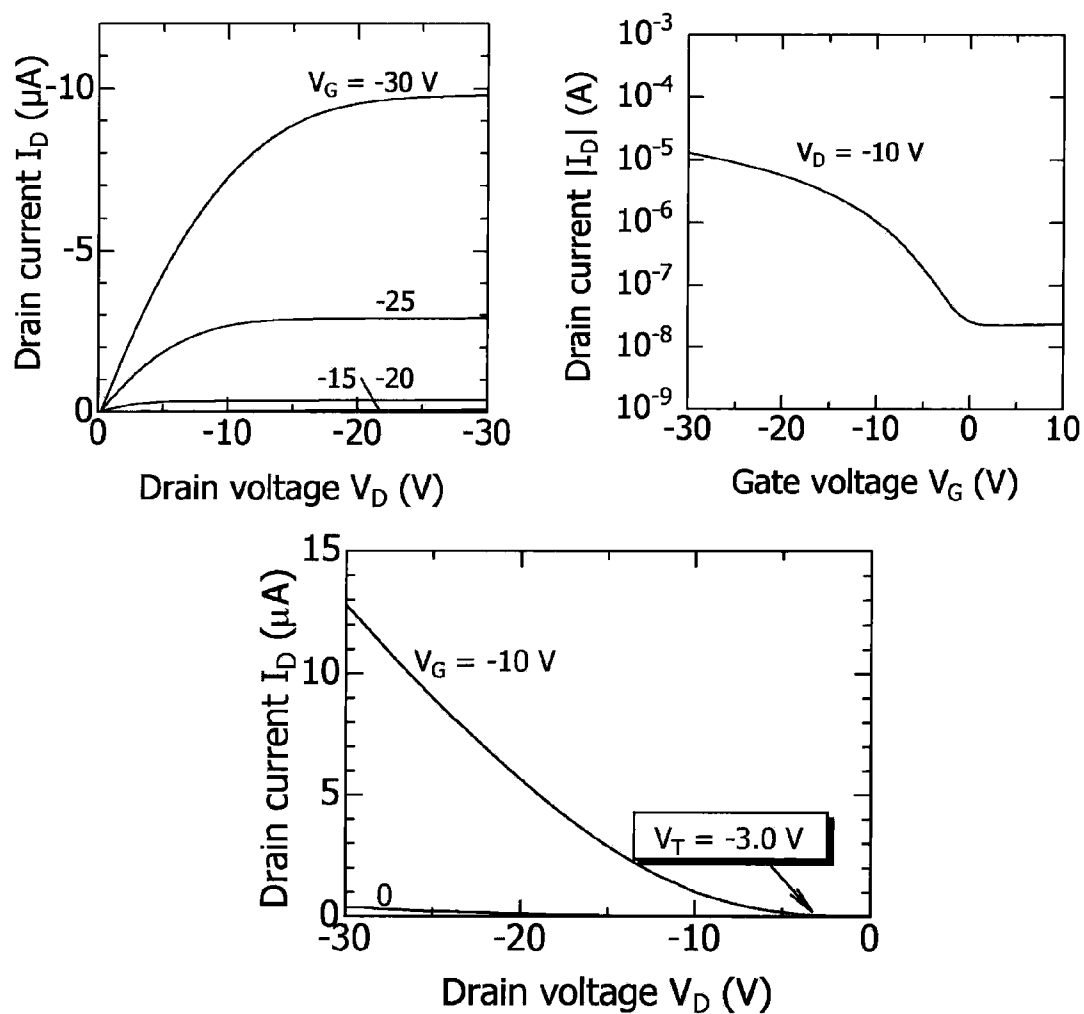 Drain current I_D (µA)
-10
-5
0
V_G = -30 V
-25
-15 -20
0 -10 -20 -30
Drain voltage V_D (V)
Drain current |I_D| (A)
10^-3
10^-4
10^-5
10^-6
10^-7
10^-8
10^-9
V_D = -10 V
-30 -20 -10 0 10
Gate voltage V_G (V)
Drain current I_D (µA)
15
10
5
0
V_G = -10 V
V_T = -3.0 V
0
-30 -20 -10 0
Drain voltage V_D (V)